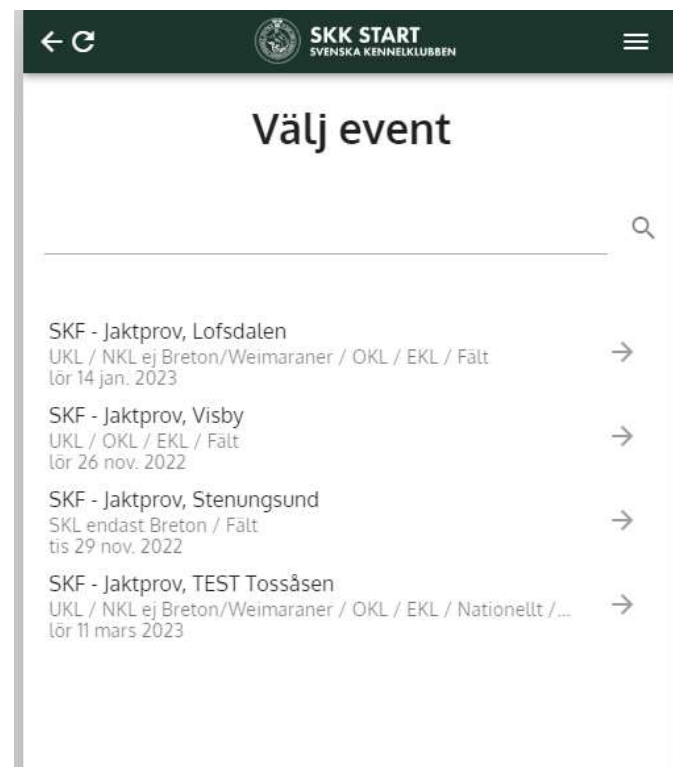 SKK START
SVENSKA KENNELKLUBBEN
Välj event
SKF - Jaktprov, Lofsdalen
UKL / NKL ej Breton/Weimaraner / OKL / EKL / Fält
lör 14 jan. 2023
SKF - Jaktprov, Visby
UKL / OKL / EKL / Fält
lör 26 nov. 2022
SKF - Jaktprov, Stenungsund
SKL endast Breton / Fält
tis 29 nov. 2022
SKF - Jaktprov, TEST Tossåsen
UKL / NKL ej Breton/Weimaraner / OKL / EKL / Nationellt /...
lör 11 mars 2023